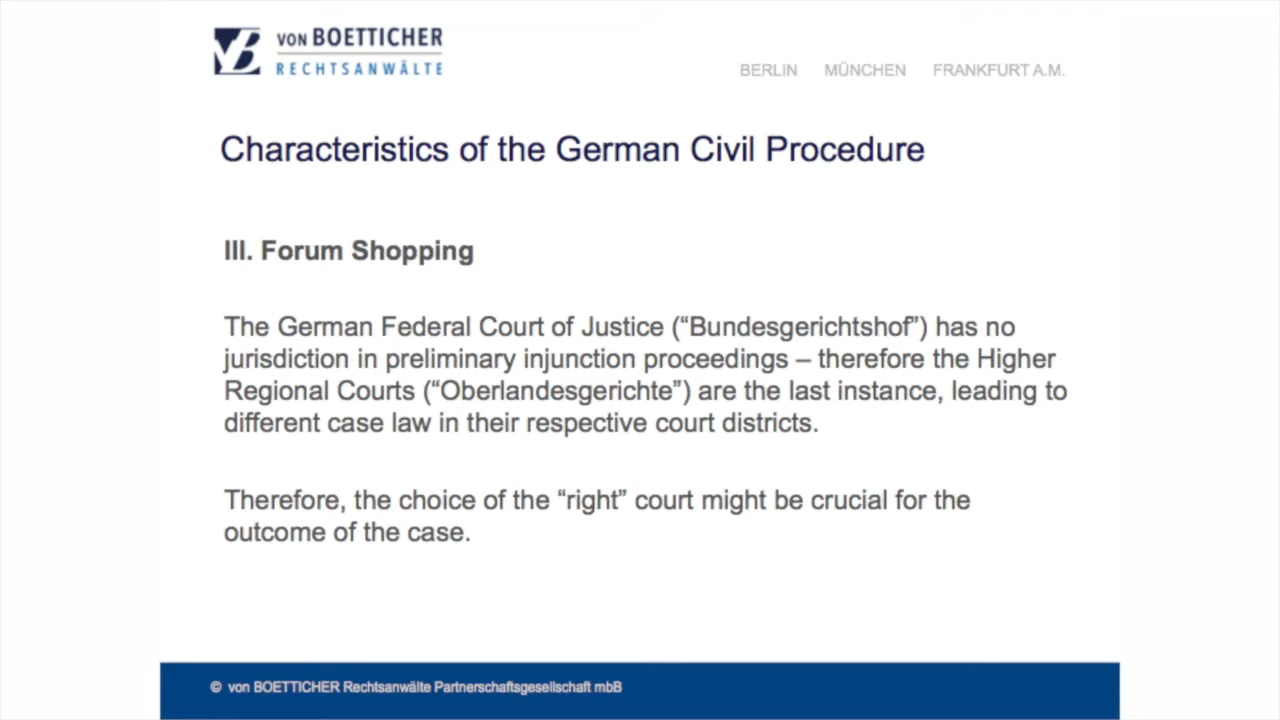 VON BOETTICHER
RECHTSANWÄLTE
BERLIN MÜNCHEN FRANKFURT A.M.
Characteristics of the German Civil Procedure
III. Forum Shopping
The German Federal Court of Justice (“Bundesgerichtshof”) has no
jurisdiction in preliminary injunction proceedings – therefore the Higher
Regional Courts (“Oberlandesgerichte”) are the last instance, leading to
different case law in their respective court districts.
Therefore, the choice of the “right” court might be crucial for the
outcome of the case.
© von BOETTICHER Rechtsanwälte Partnerschaftsgesellschaft mbB